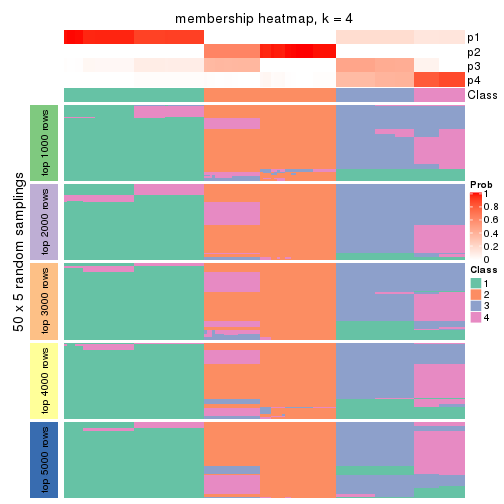 membership heatmap, k = 4
p1
p2
p3
p4
Class
50 x 5 random samplings
top 1000 rows
top 2000 rows
top 3000 rows
top 4000 rows
top 5000 rows
Prob
1
0.8
0.6
0.4
0.2
0
Class
1
2
3
4